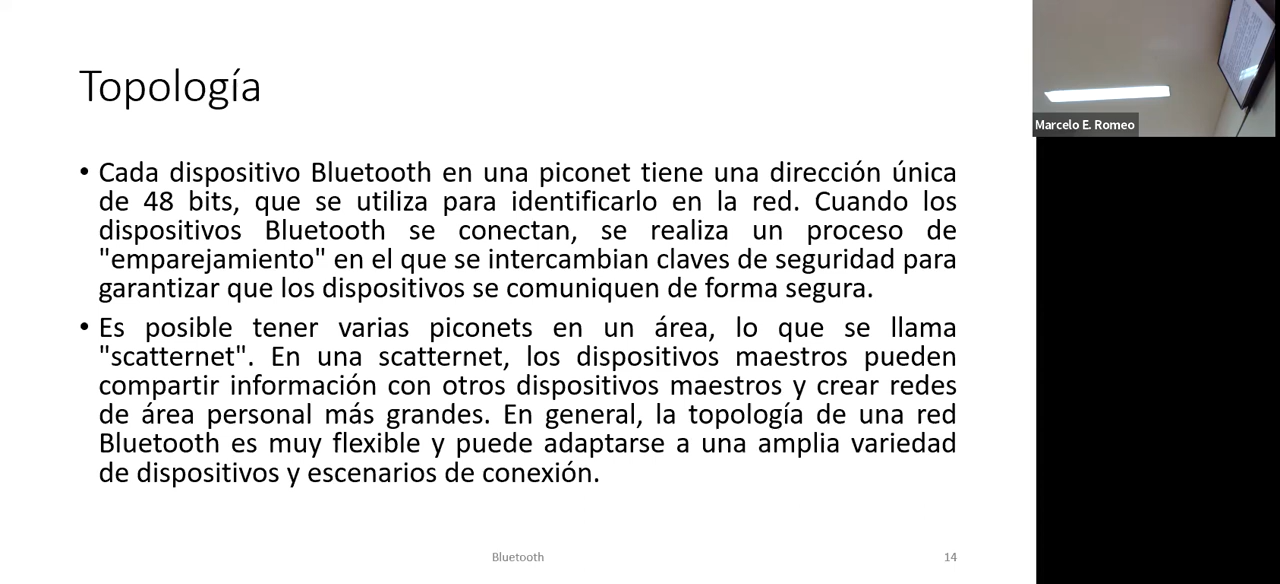 Topología
• Cada dispositivo Bluetooth en una piconet tiene una dirección única
de 48 bits, que se utiliza para identificarlo en la red. Cuando los
dispositivos Bluetooth se conectan, se realiza un proceso de
"emparejamiento" en el que se intercambian claves de seguridad para
garantizar que los dispositivos se comuniquen de forma segura.
• Es posible tener varias piconets en un área, lo que se llama
"scatternet". En una scatternet, los dispositivos maestros pueden
compartir información con otros dispositivos maestros y crear redes
de área personal más grandes. En general, la topología de una red
Bluetooth es muy flexible y puede adaptarse a una amplia variedad
de dispositivos y escenarios de conexión.
Bluetooth
14
Marcelo E. Romeo